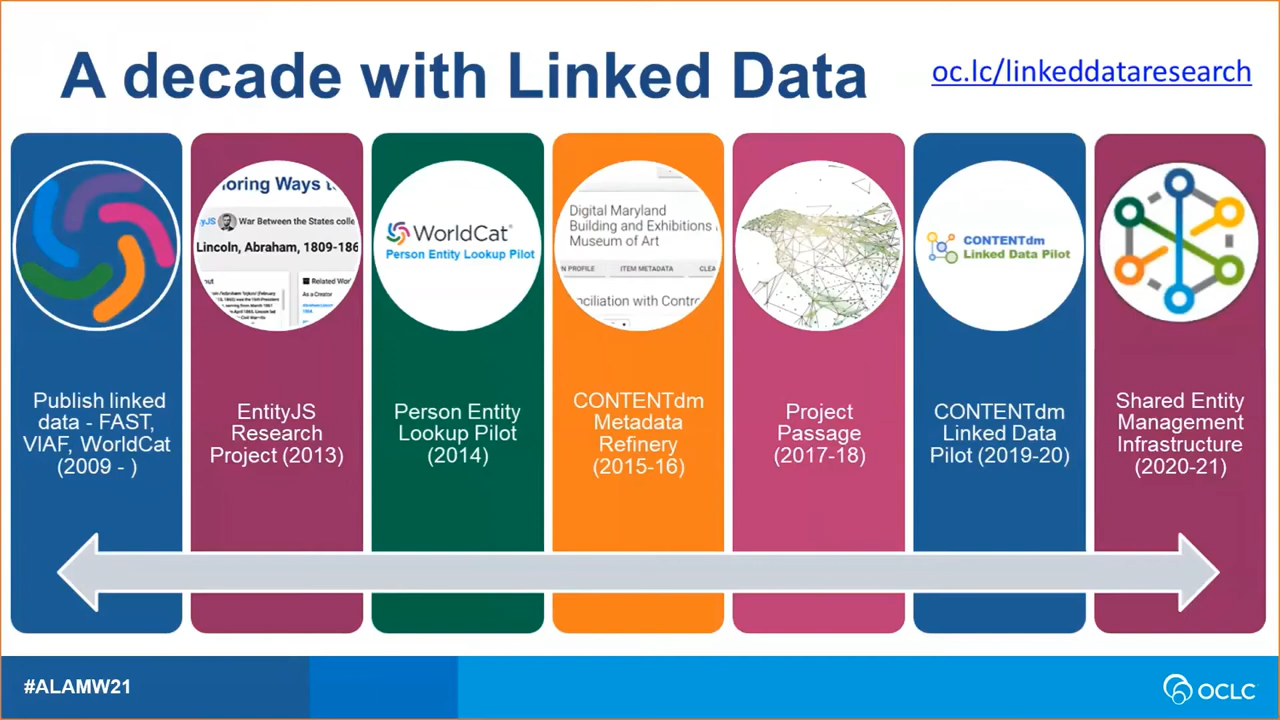 A decade with Linked Data
oc.lc/linkeddataresearch
Publish linked
data - FAST,
VIAF, WorldCat
(2009 - )
oring Ways t
yJS War Between the States colle
Lincoln, Abraham, 1809-186
out
Related Wor
As a Creator
EntityJS
Research
Project (2013)
WorldCat
Person Entity Lookup Pilot
Person Entity
Lookup Pilot
(2014)
Digital Maryland
Building and Exhibitions
Museum of Art
N PROFILE ITEM METADATA CLEA
nciliation with Contro
CONTENTdm
Metadata
Refinery
(2015-16)
Project
Passage
(2017-18)
CONTENTdm
Linked Data Pilot
CONTENTdm
Linked Data
Pilot (2019-20)
Shared Entity
Management
Infrastructure
(2020-21)
#ALAMW21
OCLC